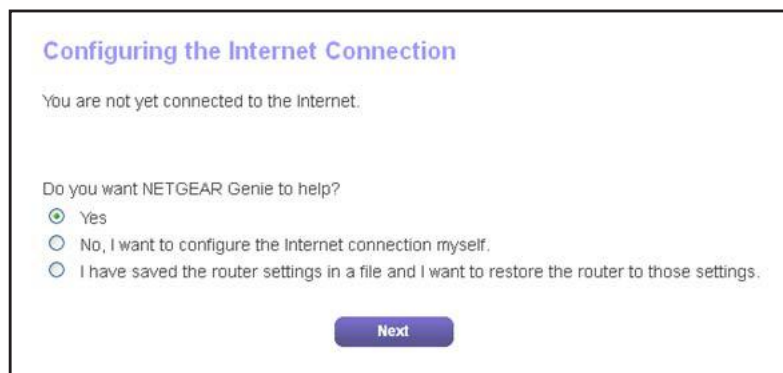 Configuring the Internet Connection
You are not yet connected to the Internet.
Do you want NETGEAR Genie to help?
Yes
No, I want to configure the Internet connection myself.
I have saved the router settings in a file and I want to restore the router to those settings.
Next